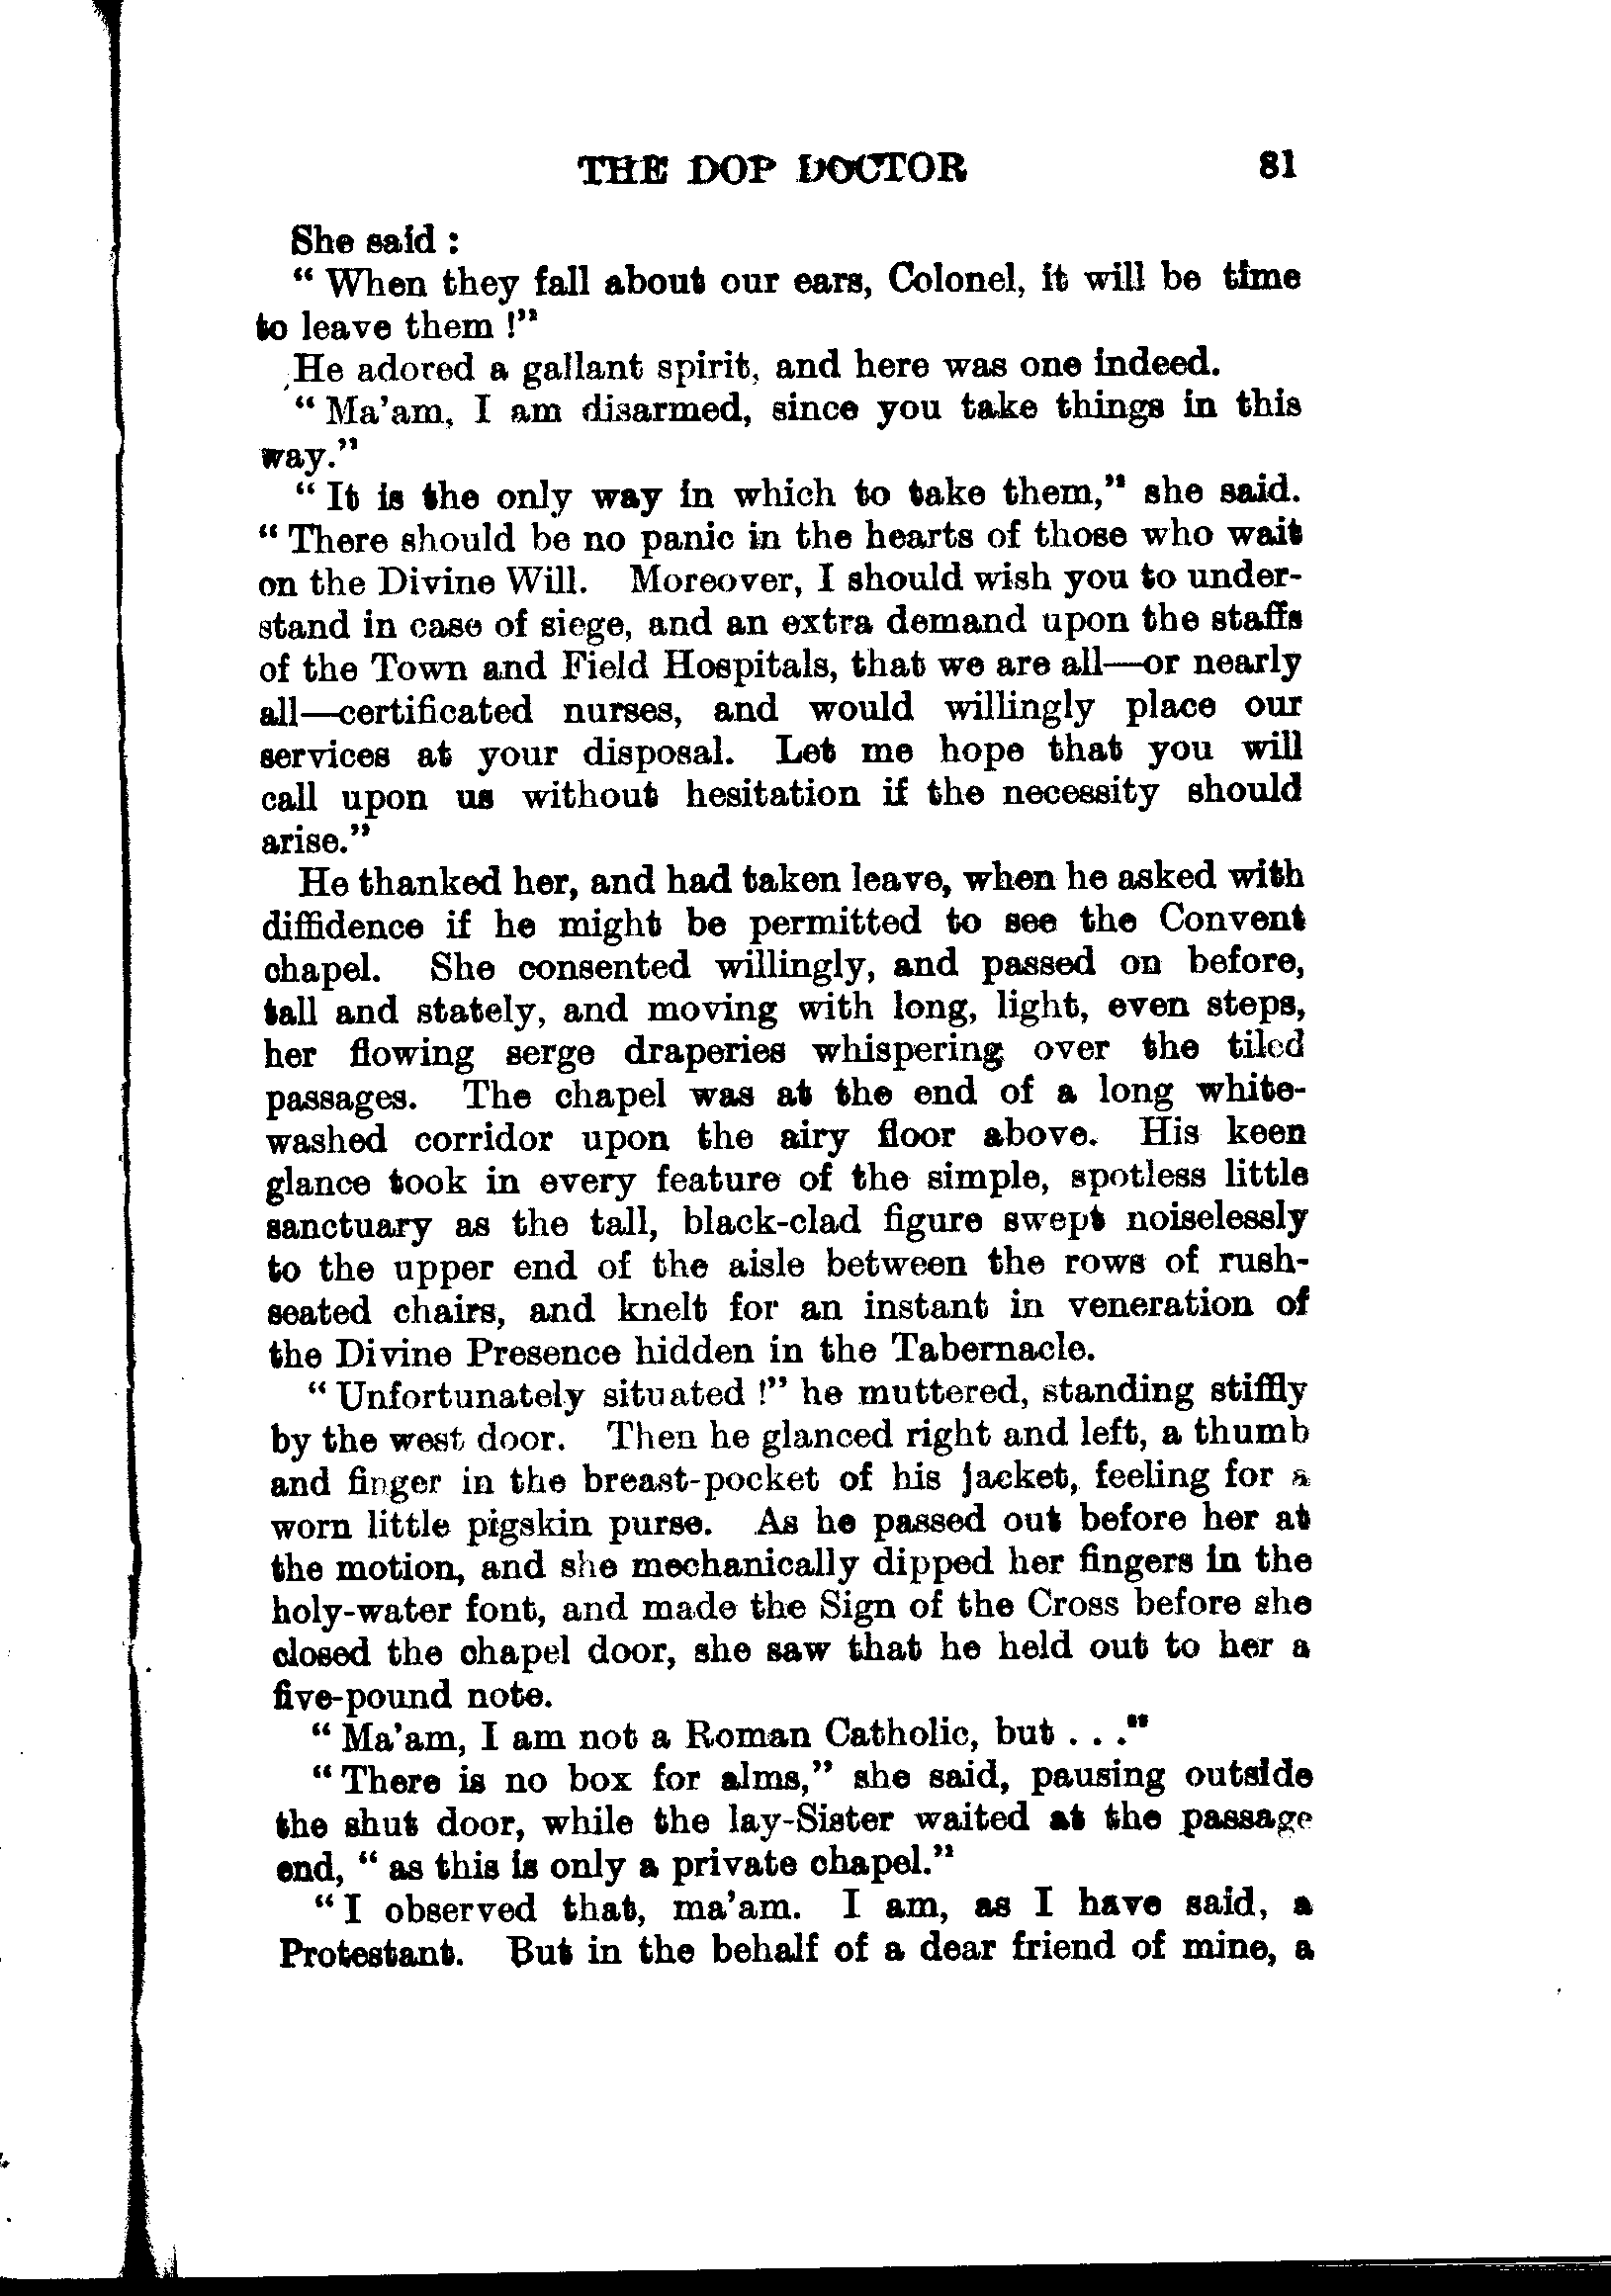 THE DOP DOCTOR 81
She said :
“ When they fall about our ears, Colonel, it will be time
to leave them !”
He adored a gallant spirit, and here was one indeed.
“ Ma’am, I am disarmed, since you take things in this
way.”
“ It is the only way in which to take them,” she said.
“ There should be no panic in the hearts of those who wait
on the Divine Will. Moreover, I should wish you to under-
stand in case of siege, and an extra demand upon the staffs
of the Town and Field Hospitals, that we are all—or nearly
all—certificated nurses, and would willingly place our
services at your disposal. Let me hope that you will
call upon us without hesitation if the necessity should
arise.”
He thanked her, and had taken leave, when he asked with
diffidence if he might be permitted to see the Convent
chapel. She consented willingly, and passed on before,
tall and stately, and moving with long, light, even steps,
her flowing serge draperies whispering over the tiled
passages. The chapel was at the end of a long white-
washed corridor upon the airy floor above. His keen
glance took in every feature of the simple, spotless little
sanctuary as the tall, black-clad figure swept noiselessly
to the upper end of the aisle between the rows of rush-
seated chairs, and knelt for an instant in veneration of
the Divine Presence hidden in the Tabernacle.
“ Unfortunately situated !” he muttered, standing stiffly
by the west door. Then he glanced right and left, a thumb
and finger in the breast-pocket of his jacket, feeling for a
worn little pigskin purse. As he passed out before her at
the motion, and she mechanically dipped her fingers in the
holy-water font, and made the Sign of the Cross before she
closed the chapel door, she saw that he held out to her a
five-pound note.
“ Ma’am, I am not a Roman Catholic, but . . .”
“ There is no box for alms,” she said, pausing outside
the shut door, while the lay-Sister waited at the passage
end, “ as this is only a private chapel.”
“ I observed that, ma’am. I am, as I have said, a
Protestant. But in the behalf of a dear friend of mine, a